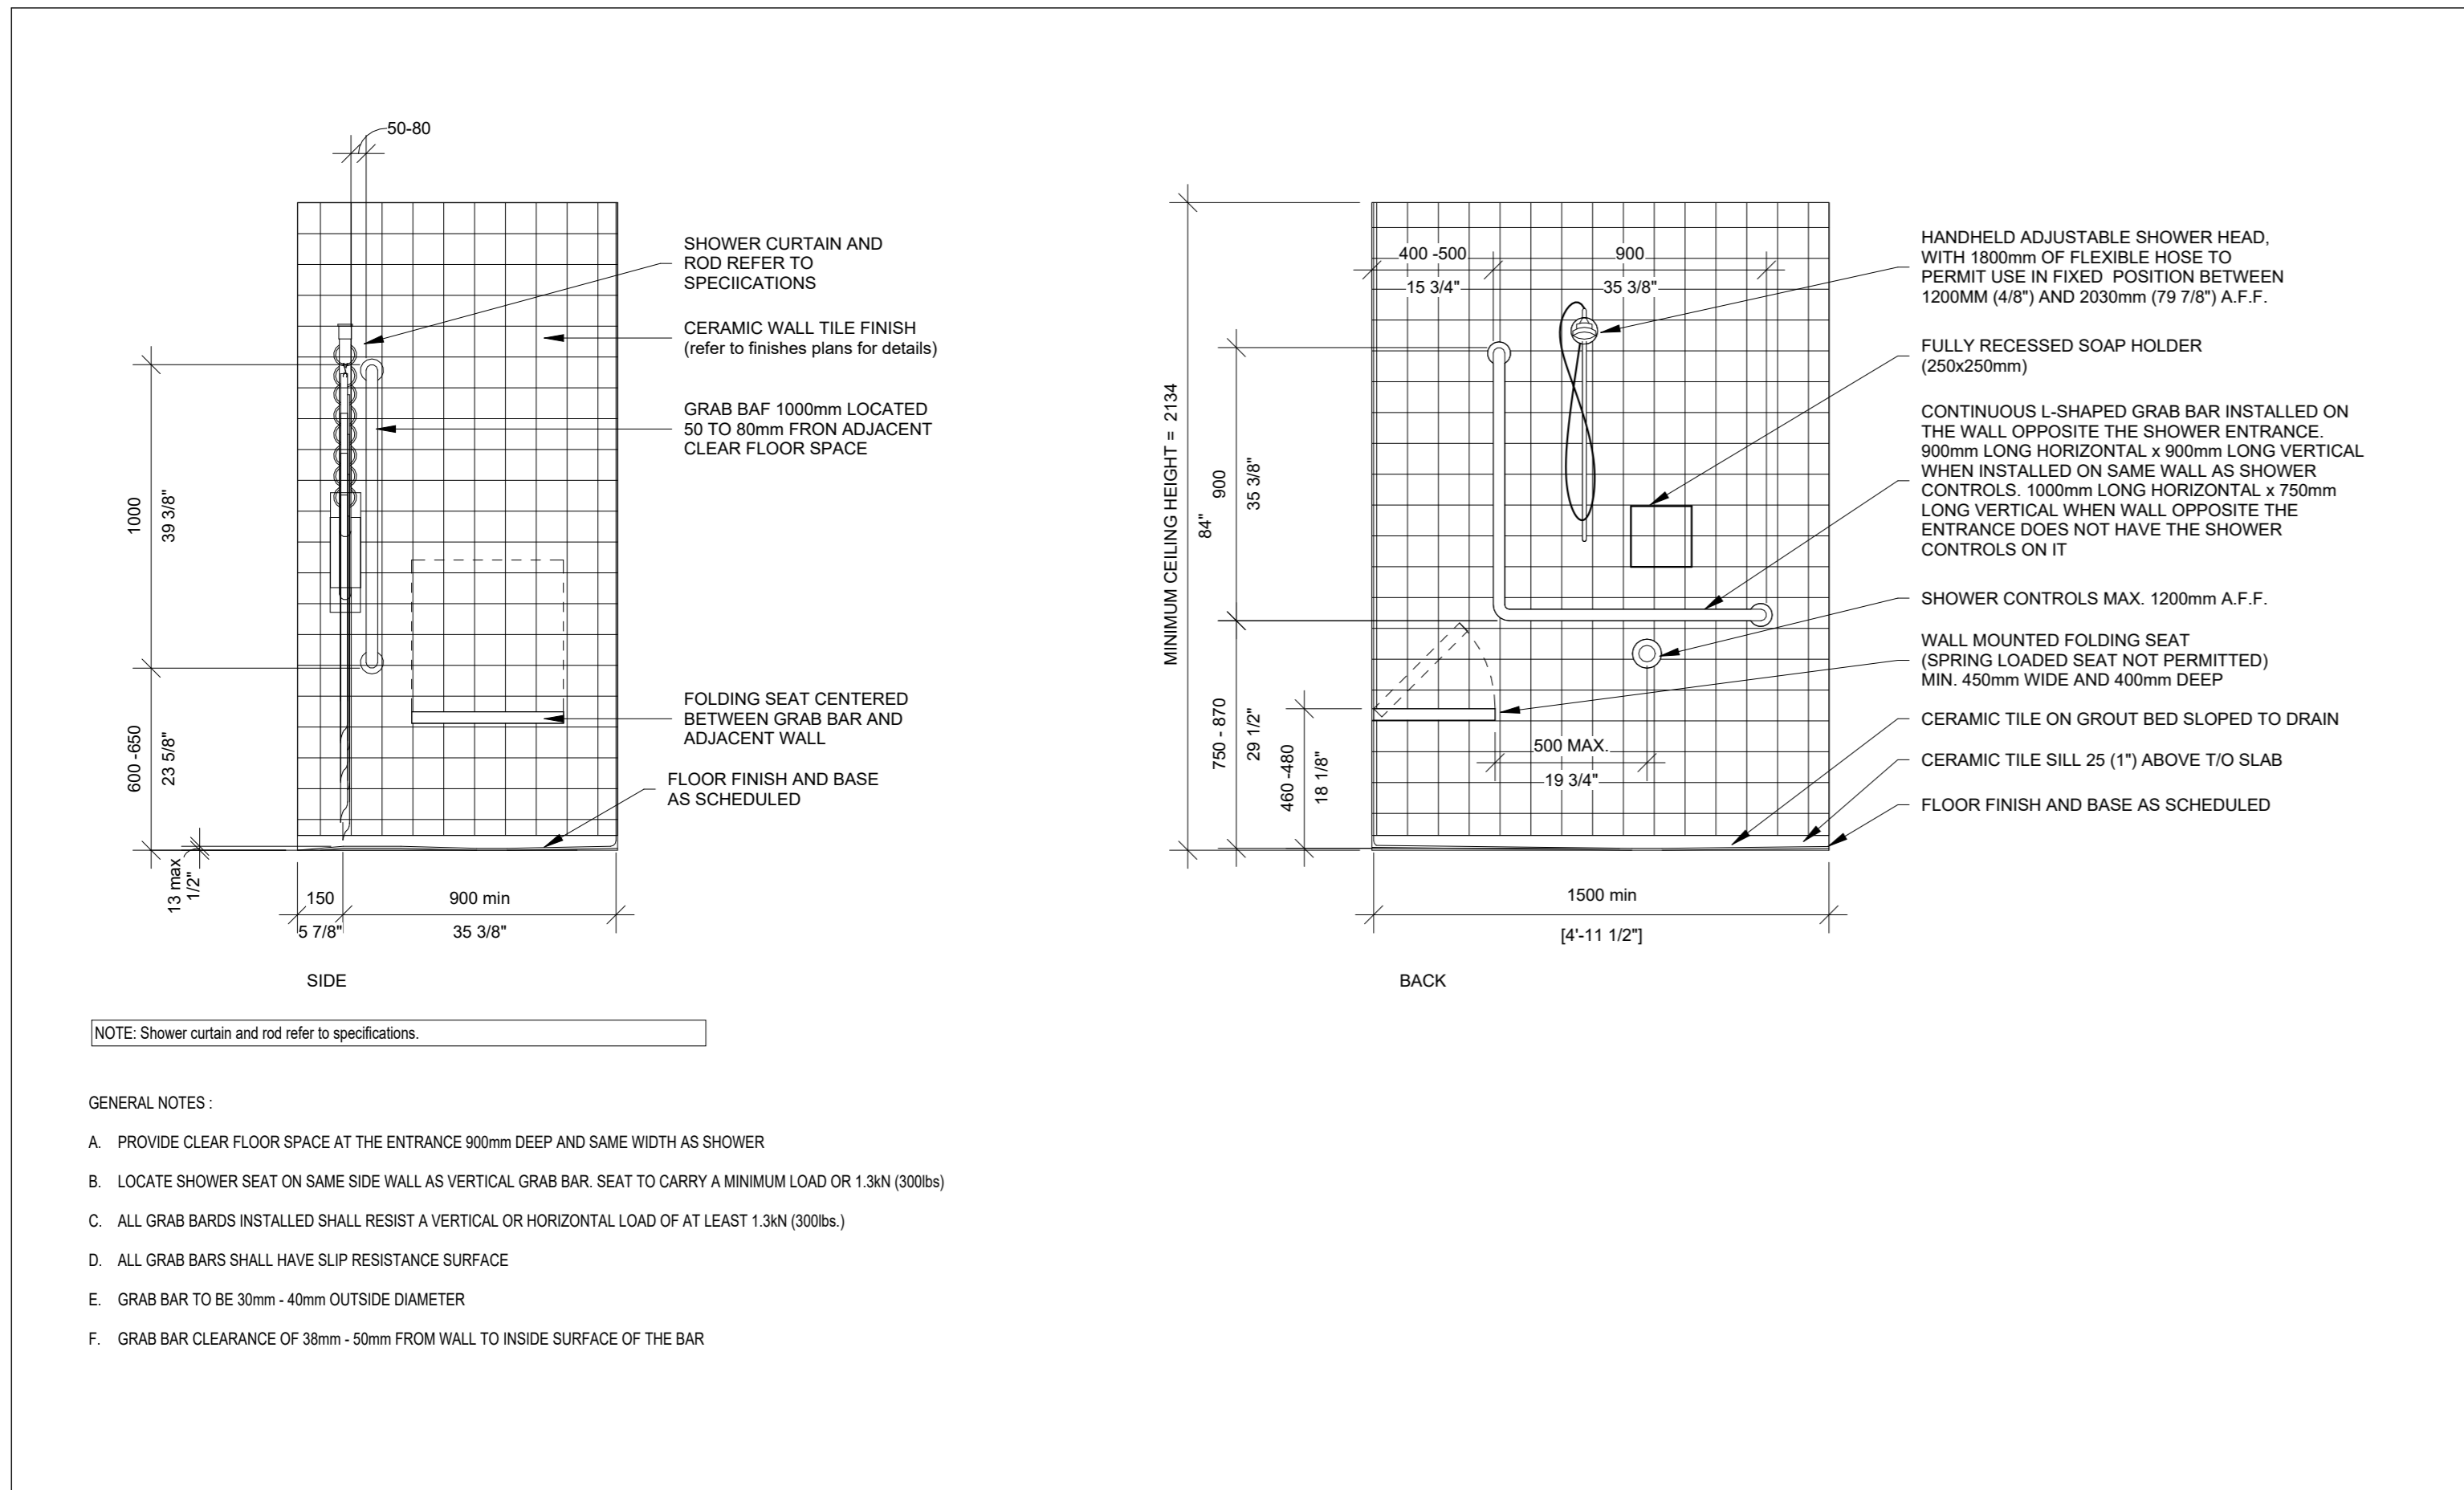 50-80
SHOWER CURTAIN AND
ROD REFER TO
SPECIICATIONS
CERAMIC WALL TILE FINISH
(refer to finishes plans for details)
GRAB BAF 1000mm LOCATED
50 TO 80mm FRON ADJACENT
CLEAR FLOOR SPACE
1000
39 3/8"
FOLDING SEAT CENTERED
BETWEEN GRAB BAR AND
ADJACENT WALL
600 -650
23 5/8"
FLOOR FINISH AND BASE
AS SCHEDULED
13 max
1/2"
150
900 min
5 7/8"
35 3/8"
SIDE
MINIMUM CEILING HEIGHT = 2134
84"
400 -500
900
15 3/4"
35 3/8"
900
35 3/8"
750 - 870
29 1/2"
460 -480
18 1/8"
500 MAX.
19 3/4"
1500 min
[4'-11 1/2"]
BACK
HANDHELD ADJUSTABLE SHOWER HEAD,
WITH 1800mm OF FLEXIBLE HOSE TO
PERMIT USE IN FIXED POSITION BETWEEN
1200MM (4/8") AND 2030mm (79 7/8") A.F.F.
FULLY RECESSED SOAP HOLDER
(250x250mm)
CONTINUOUS L-SHAPED GRAB BAR INSTALLED ON
THE WALL OPPOSITE THE SHOWER ENTRANCE.
900mm LONG HORIZONTAL x 900mm LONG VERTICAL
WHEN INSTALLED ON SAME WALL AS SHOWER
CONTROLS. 1000mm LONG HORIZONTAL x 750mm
LONG VERTICAL WHEN WALL OPPOSITE THE
ENTRANCE DOES NOT HAVE THE SHOWER
CONTROLS ON IT
SHOWER CONTROLS MAX. 1200mm A.F.F.
WALL MOUNTED FOLDING SEAT
(SPRING LOADED SEAT NOT PERMITTED)
MIN. 450mm WIDE AND 400mm DEEP
CERAMIC TILE ON GROUT BED SLOPED TO DRAIN
CERAMIC TILE SILL 25 (1") ABOVE T/O SLAB
FLOOR FINISH AND BASE AS SCHEDULED
NOTE: Shower curtain and rod refer to specifications.
GENERAL NOTES :
A. PROVIDE CLEAR FLOOR SPACE AT THE ENTRANCE 900mm DEEP AND SAME WIDTH AS SHOWER
B. LOCATE SHOWER SEAT ON SAME SIDE WALL AS VERTICAL GRAB BAR. SEAT TO CARRY A MINIMUM LOAD OR 1.3kN (300lbs)
C. ALL GRAB BARDS INSTALLED SHALL RESIST A VERTICAL OR HORIZONTAL LOAD OF AT LEAST 1.3kN (300lbs.)
D. ALL GRAB BARS SHALL HAVE SLIP RESISTANCE SURFACE
E. GRAB BAR TO BE 30mm - 40mm OUTSIDE DIAMETER
F. GRAB BAR CLEARANCE OF 38mm - 50mm FROM WALL TO INSIDE SURFACE OF THE BAR